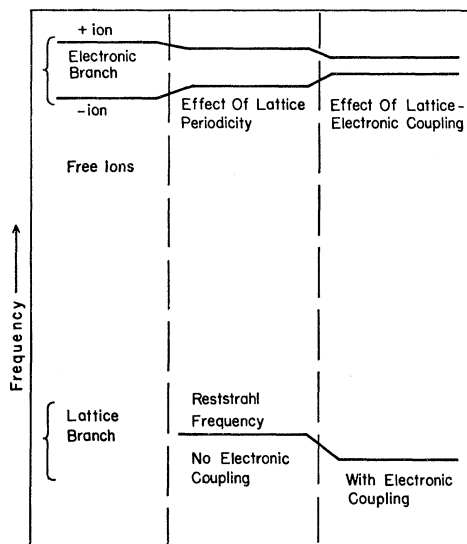 + ion
Electronic
Branch
–ion
Free Ions
Effect Of Lattice
Periodicity
Effect Of Lattice-
Electronic Coupling
Frequency
Lattice
Branch
Reststrahl
Frequency
No Electronic
Coupling
With Electronic
Coupling